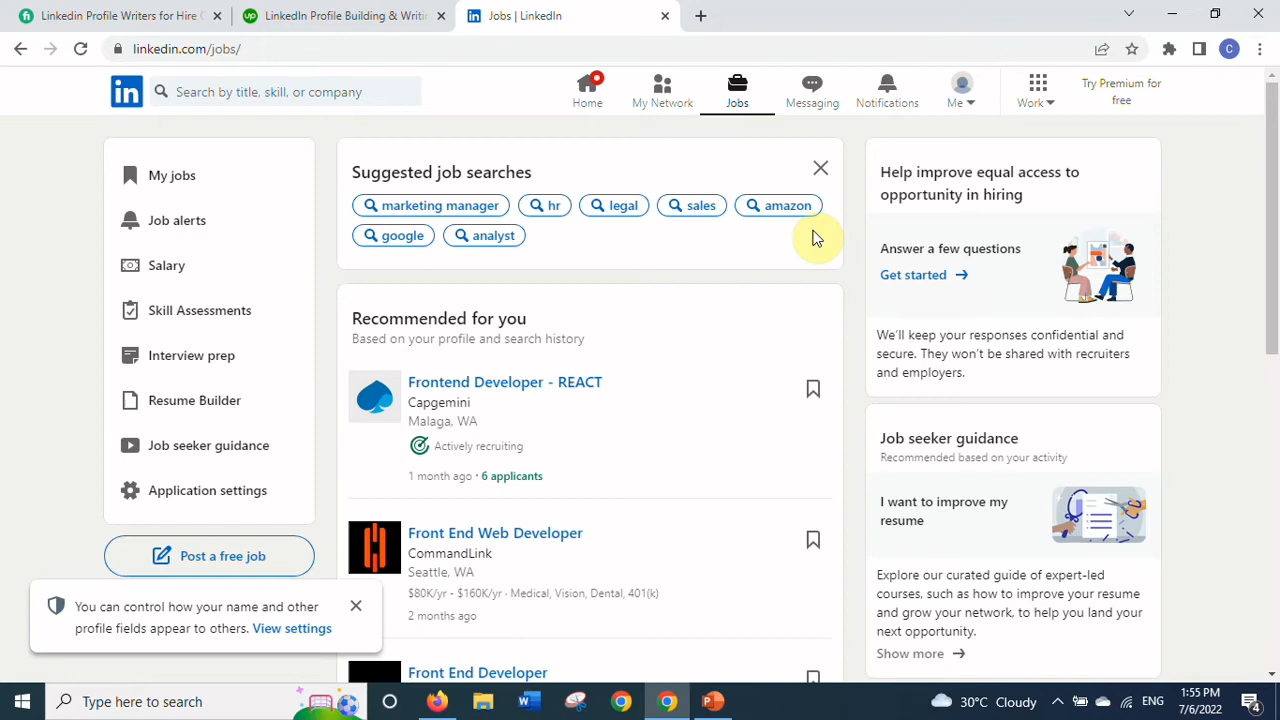 Linkedin Profile Writers for Hire
LinkedIn Profile Building & Writi
Jobs | LinkedIn
linkedin.com/jobs/
C
in
Search by title, skill, or company
Home
My Network
Jobs
Messaging
Notifications
Me
Work
Try Premium for
free
My jobs
Job alerts
Salary
Skill Assessments
Interview prep
Resume Builder
Job seeker guidance
Application settings
Post a free job
You can control how your name and other
profile fields appear to others. View settings
Suggested job searches
marketing manager
hr
legal
sales
amazon
google
analyst
Recommended for you
Based on your profile and search history
Frontend Developer - REACT
Capgemini
Malaga, WA
Actively recruiting
1 month ago · 6 applicants
Front End Web Developer
CommandLink
Seattle, WA
$80K/yr - $160K/yr · Medical, Vision, Dental, 401(k)
2 months ago
Front End Developer
Help improve equal access to
opportunity in hiring
Answer a few questions
Get started
We'll keep your responses confidential and
secure. They won't be shared with recruiters
and employers.
Job seeker guidance
Recommended based on your activity
I want to improve my
resume
Explore our curated guide of expert-led
courses, such as how to improve your resume
and grow your network, to help you land your
next opportunity.
Show more
Type here to search
30°C Cloudy
ENG
1:55 PM
7/6/2022
4